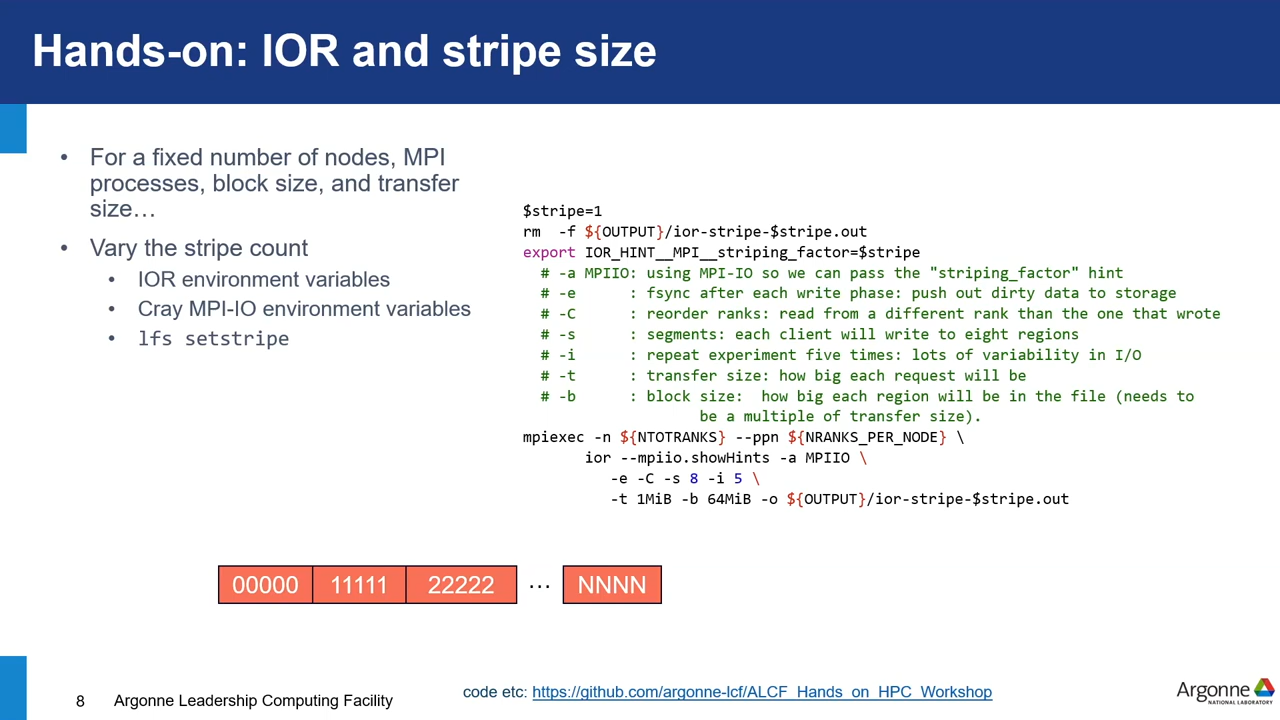 Hands-on: IOR and stripe size
• For a fixed number of nodes, MPI
processes, block size, and transfer
size…
• Vary the stripe count
• IOR environment variables
• Cray MPI-IO environment variables
• lfs setstripe
$stripe=1
rm  -f ${OUTPUT}/ior-stripe-$stripe.out
export IOR_HINT__MPI__striping_factor=$stripe
# -a MPIIO: using MPI-IO so we can pass the "striping_factor" hint
# -e      : fsync after each write phase: push out dirty data to storage
# -C      : reorder ranks: read from a different rank than the one that wrote
# -s      : segments: each client will write to eight regions
# -i      : repeat experiment five times: lots of variability in I/O
# -t      : transfer size: how big each request will be
# -b      : block size:  how big each region will be in the file (needs to
be a multiple of transfer size).
mpiexec -n ${NTOTRANKS} --ppn ${NRANKS_PER_NODE} \
ior --mpiio.showHints -a MPIIO \
-e -C -s 8 -i 5 \
-t 1MiB -b 64MiB -o ${OUTPUT}/ior-stripe-$stripe.out
00000 11111 22222 … NNNN
8 Argonne Leadership Computing Facility
code etc: https://github.com/argonne-lcf/ALCF_Hands_on_HPC_Workshop
Argonne
NATIONAL LABORATORY